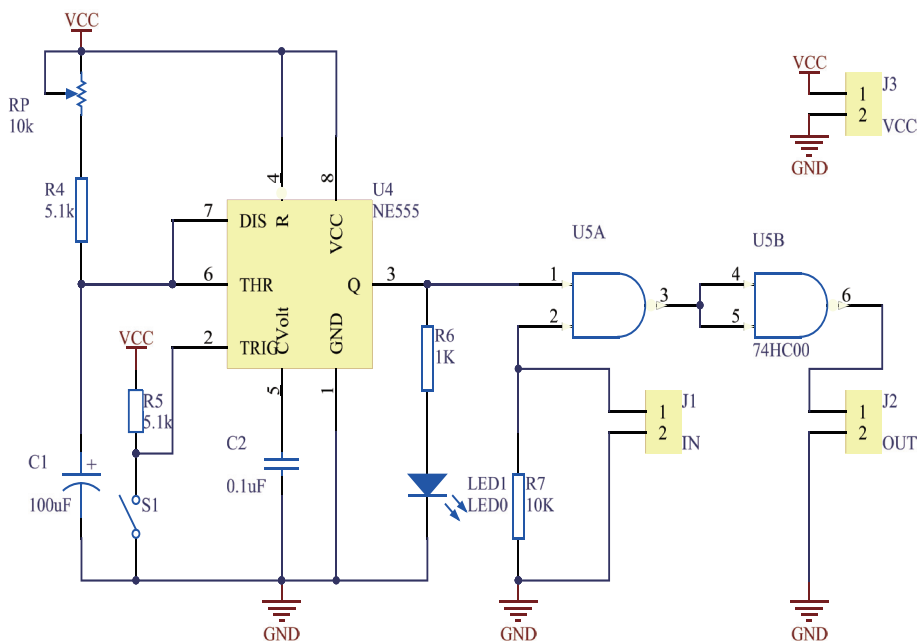 VCC
RP
10k
R4
5.1k
VCC
R5
5.1k
C1
+
100uF
S1
4
8
U4
NE555
7
DIS
R
VCC
6
THR
Q
3
2
TRIG
CVolt
GND
5
1
C2
0.1uF
R6
1K
LED1
LED0
GND
U5A
1
2
3
U5B
4
5
6
74HC00
R7
10K
GND
J1
1
2
IN
J2
1
2
OUT
GND
VCC
J3
1
2
VCC
GND